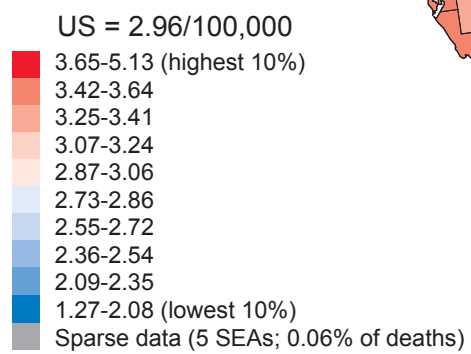 US = 2.96/100,000
3.65-5.13 (highest 10%)
3.42-3.64
3.25-3.41
3.07-3.24
2.87-3.06
2.73-2.86
2.55-2.72
2.36-2.54
2.09-2.35
1.27-2.08 (lowest 10%)
Sparse data (5 SEAs; 0.06% of deaths)